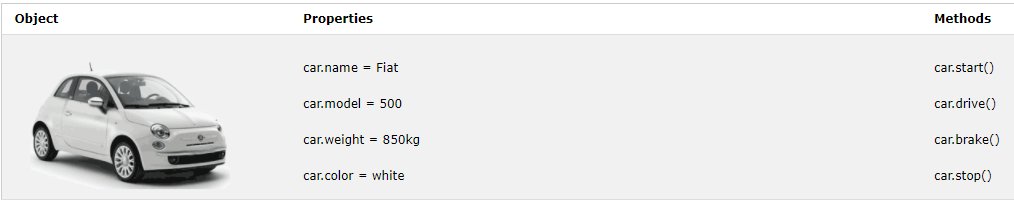 Object Properties Methods
car.name = Fiat car.start()
car.model = 500 car.drive()
car.weight = 850kg car.brake()
car.color = white car.stop()